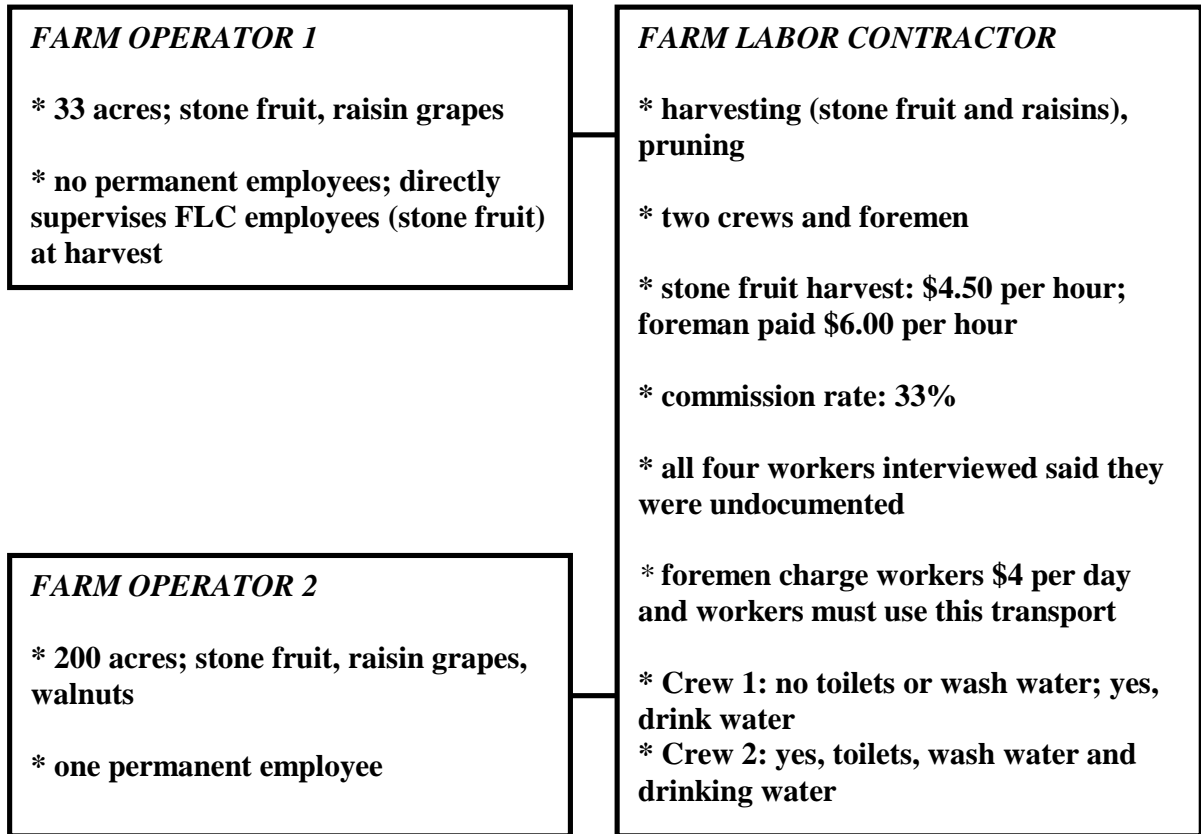 FARM OPERATOR 1
* 33 acres; stone fruit, raisin grapes
* no permanent employees; directly
supervises FLC employees (stone fruit)
at harvest
FARM OPERATOR 2
* 200 acres; stone fruit, raisin grapes,
walnuts
* one permanent employee
FARM LABOR CONTRACTOR
* harvesting (stone fruit and raisins),
pruning
* two crews and foremen
* stone fruit harvest: $4.50 per hour;
foreman paid $6.00 per hour
* commission rate: 33%
* all four workers interviewed said they
were undocumented
* foremen charge workers $4 per day
and workers must use this transport
* Crew 1: no toilets or wash water; yes,
drink water
* Crew 2: yes, toilets, wash water and
drinking water